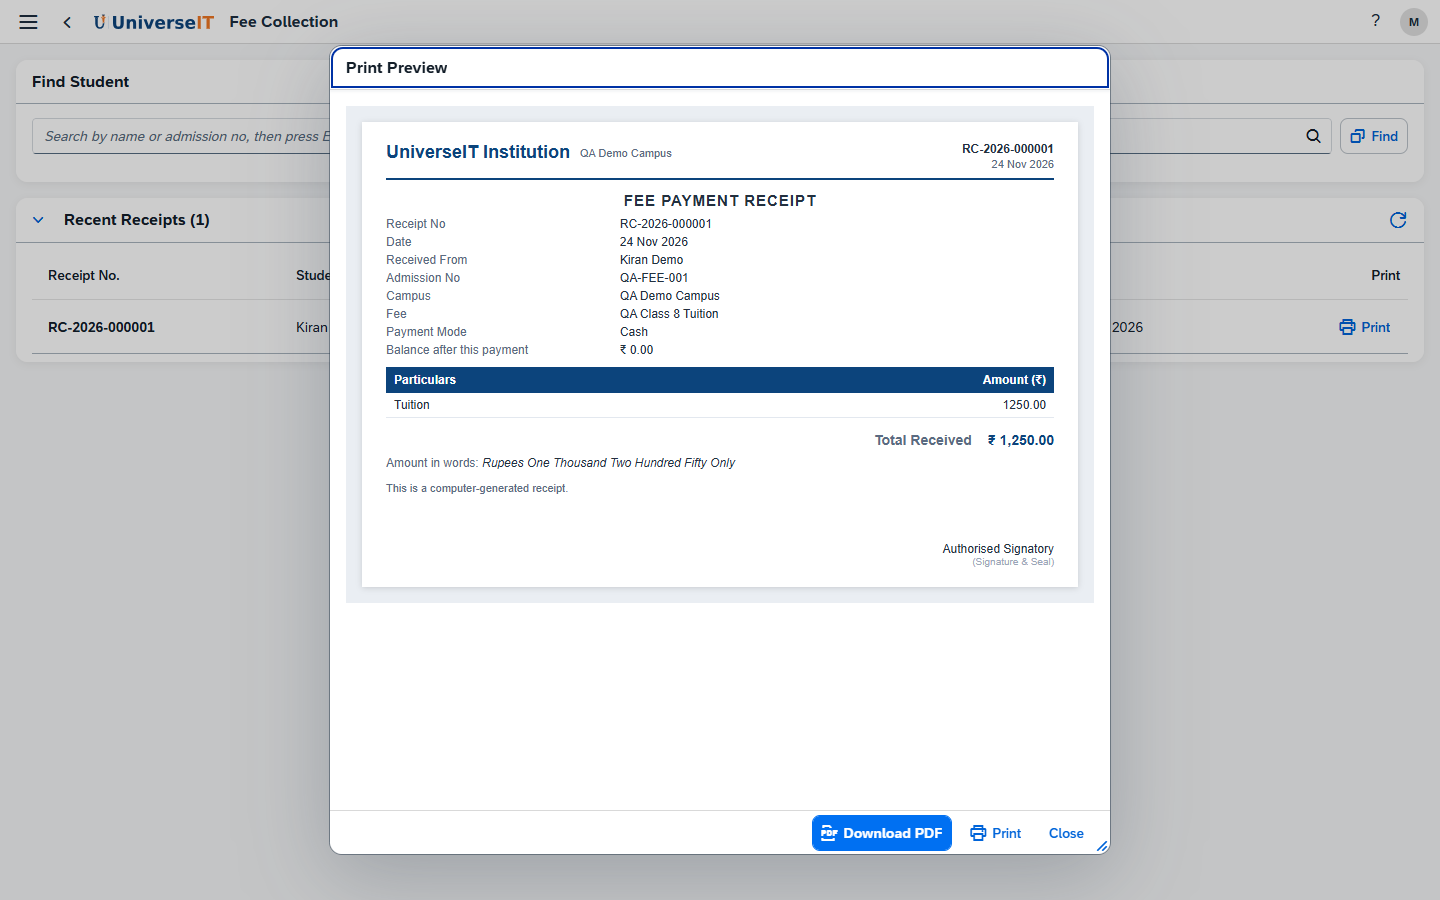 UniverseIT Fee Collection ? M
Print Preview
Find Student
Search by name or admission no, then press E
Find
UniverseIT Institution QA Demo Campus RC-2026-000001
24 Nov 2026
FEE PAYMENT RECEIPT
Receipt No RC-2026-000001
Date 24 Nov 2026
Received From Kiran Demo
Admission No QA-FEE-001
Campus QA Demo Campus
Fee QA Class 8 Tuition
Payment Mode Cash
Balance after this payment ₹ 0.00
Particulars Amount (₹)
Tuition 1250.00
Total Received ₹ 1,250.00
Amount in words: Rupees One Thousand Two Hundred Fifty Only
This is a computer-generated receipt.
Authorised Signatory
(Signature & Seal)
Recent Receipts (1)
Receipt No. Stude Print
RC-2026-000001 Kiran 2026 Print
PDF Download PDF Print Close